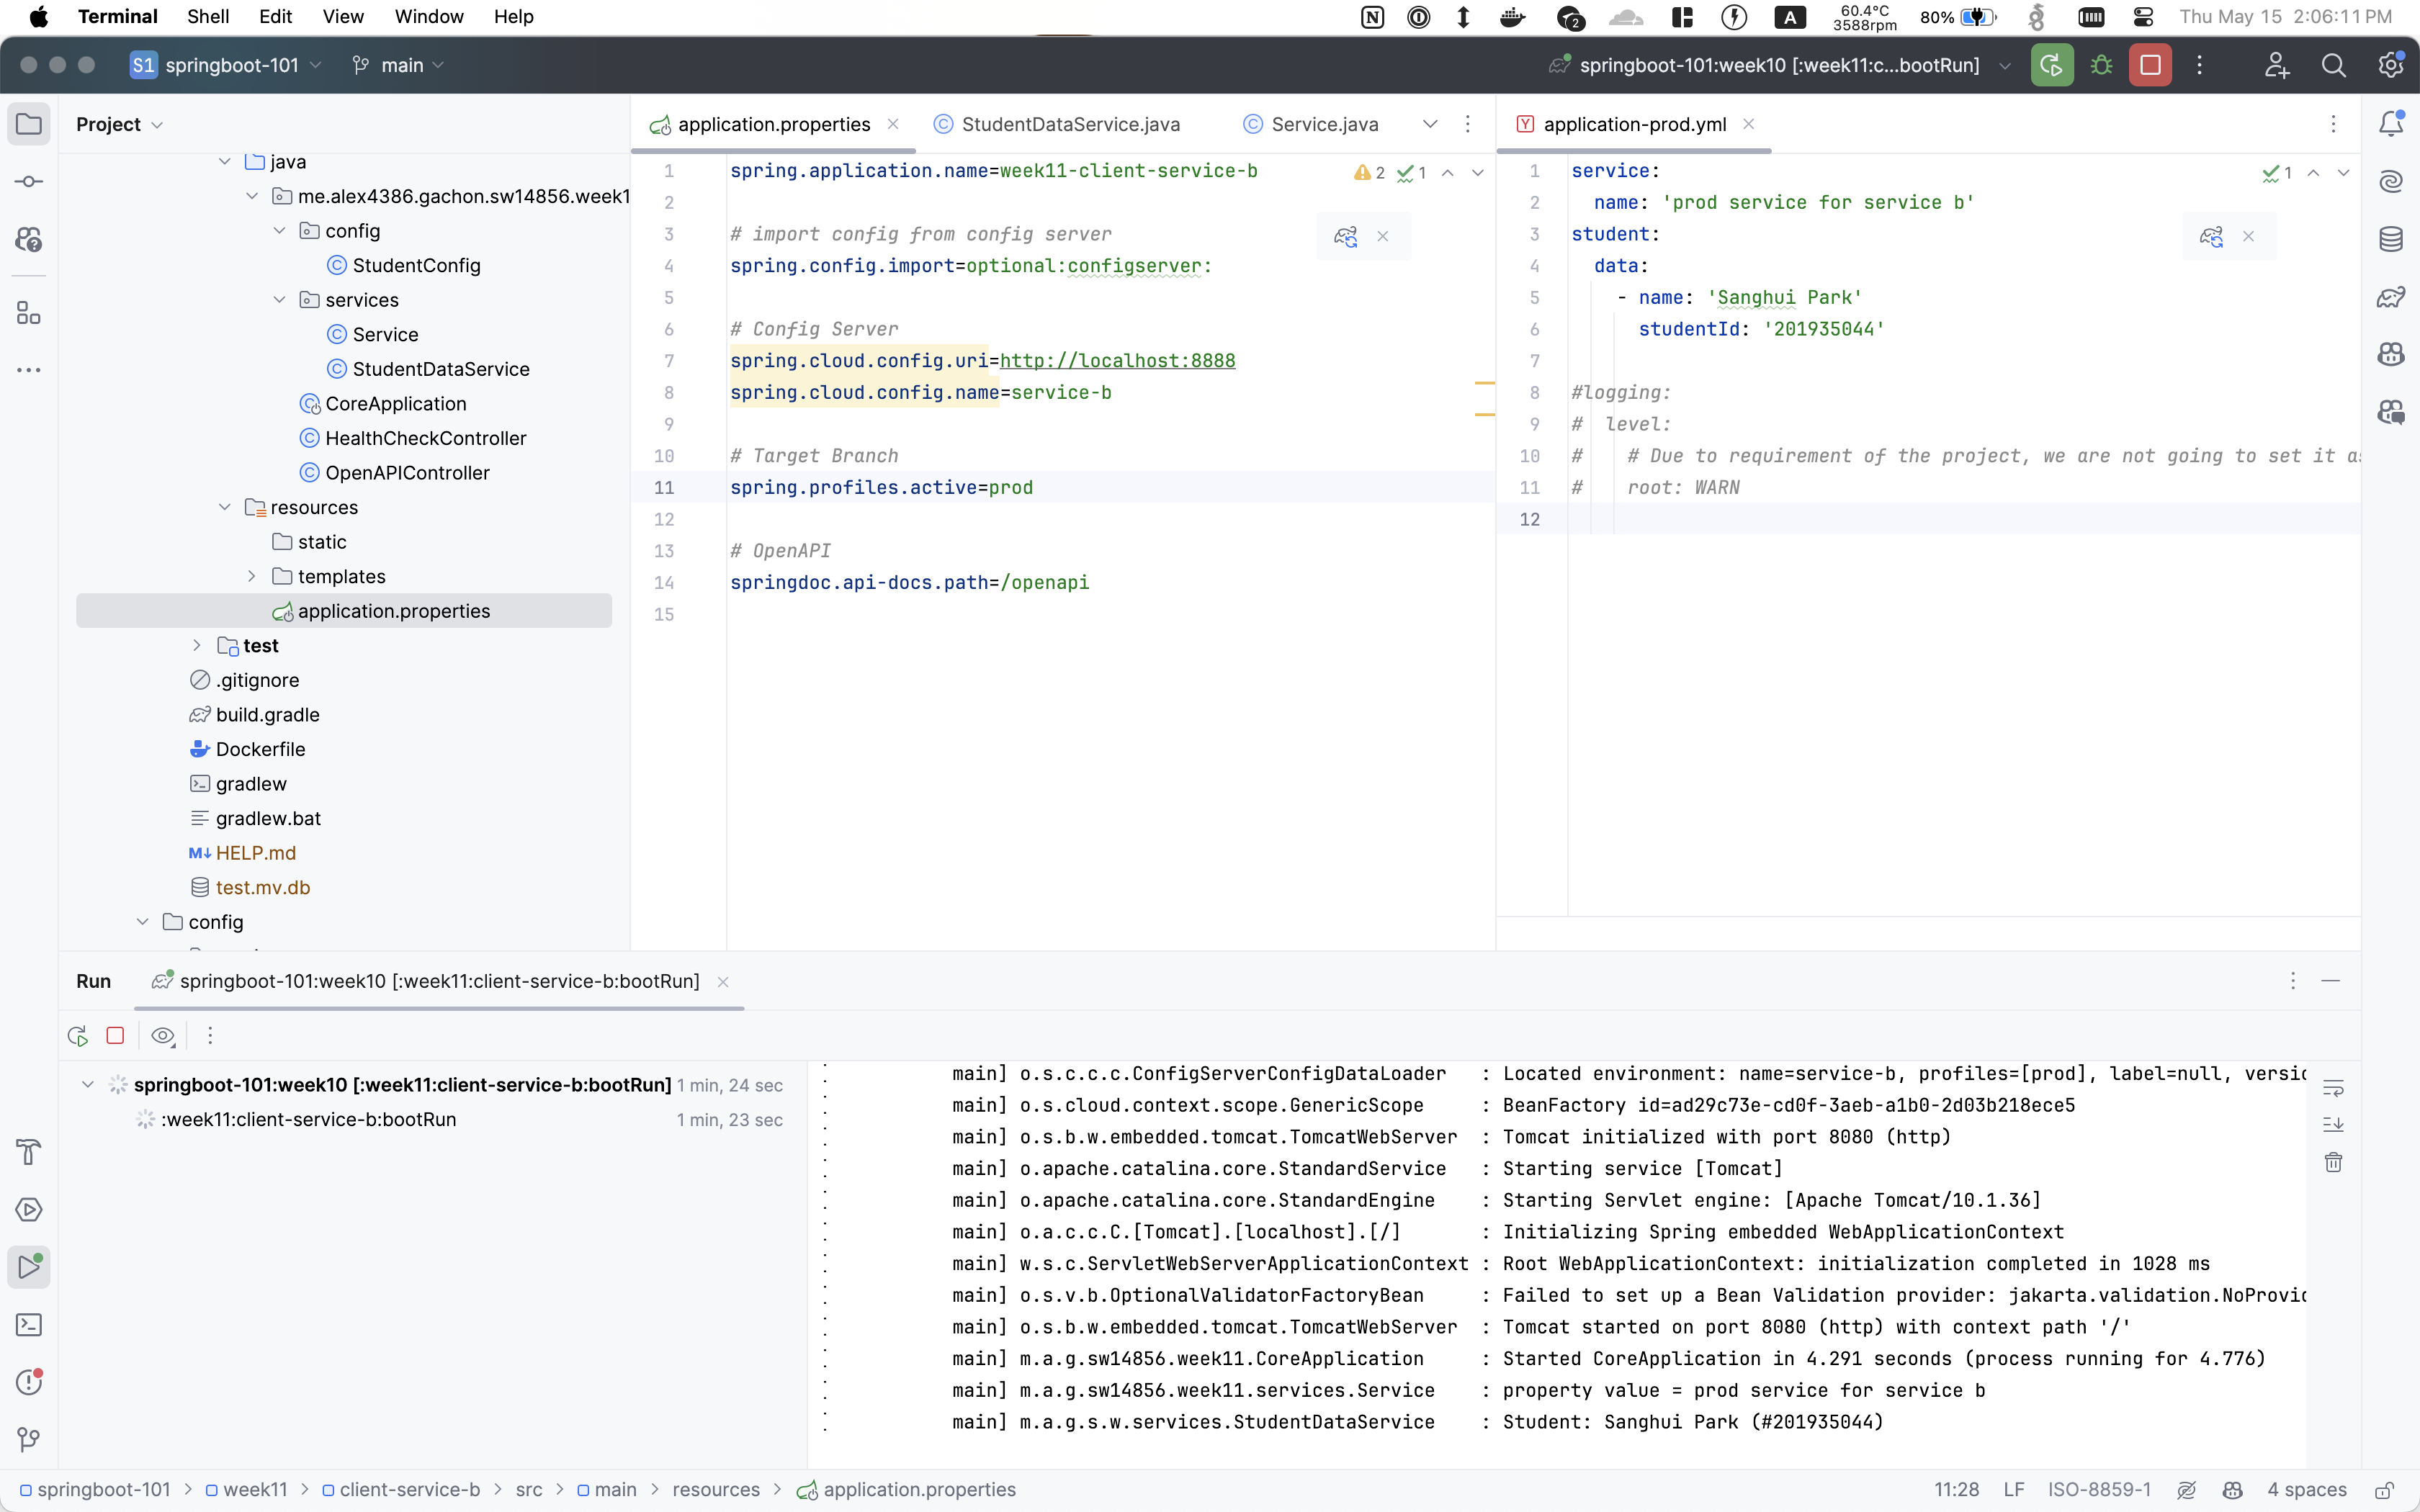 Terminal Shell Edit View Window Help
2 A 60.4°C 80% Thu May 15 2:06:11 PM
3588rpm
S1 springboot-101 main springboot-101:week10 [:week11:c...bootRun]
Project
application.properties StudentDataService.java Service.java application-prod.yml
java
me.alex4386.gachon.sw14856.week1
config
StudentConfig
services
Service
StudentDataService
CoreApplication
HealthCheckController
OpenAPIController
resources
static
templates
application.properties
test
.gitignore
build.gradle
Dockerfile
gradlew
gradlew.bat
M↓ HELP.md
test.mv.db
config
2 1
1 spring.application.name=week11-client-service-b
2
3 # import config from config server
4 spring.config.import=optional:configserver:
5
6 # Config Server
7 spring.cloud.config.uri=http://localhost:8888
8 spring.cloud.config.name=service-b
9
10 # Target Branch
11 spring.profiles.active=prod
12
13 # OpenAPI
14 springdoc.api-docs.path=/openapi
15
1
1 service:
2 name: 'prod service for service b'
3 student:
4 data:
5 - name: 'Sanghui Park'
6 studentId: '201935044'
7
8 #logging:
9 # level:
10 # # Due to requirement of the project, we are not going to set it as
11 # root: WARN
12
Run springboot-101:week10 [:week11:client-service-b:bootRun]
springboot-101:week10 [:week11:client-service-b:bootRun] 1 min, 24 sec
:week11:client-service-b:bootRun 1 min, 23 sec
main] o.s.c.c.c.ConfigServerConfigDataLoader : Located environment: name=service-b, profiles=[prod], label=null, versio
main] o.s.cloud.context.scope.GenericScope : BeanFactory id=ad29c73e-cd0f-3aeb-a1b0-2d03b218ece5
main] o.s.b.w.embedded.tomcat.TomcatWebServer : Tomcat initialized with port 8080 (http)
main] o.apache.catalina.core.StandardService : Starting service [Tomcat]
main] o.apache.catalina.core.StandardEngine : Starting Servlet engine: [Apache Tomcat/10.1.36]
main] o.a.c.c.C.[Tomcat].[localhost].[/] : Initializing Spring embedded WebApplicationContext
main] w.s.c.ServletWebServerApplicationContext : Root WebApplicationContext: initialization completed in 1028 ms
main] o.s.v.b.OptionalValidatorFactoryBean : Failed to set up a Bean Validation provider: jakarta.validation.NoProvid
main] o.s.b.w.embedded.tomcat.TomcatWebServer : Tomcat started on port 8080 (http) with context path '/'
main] m.a.g.sw14856.week11.CoreApplication : Started CoreApplication in 4.291 seconds (process running for 4.776)
main] m.a.g.sw14856.week11.services.Service : property value = prod service for service b
main] m.a.g.s.w.services.StudentDataService : Student: Sanghui Park (#201935044)
springboot-101 > week11 > client-service-b > src > main > resources > application.properties 11:28 LF ISO-8859-1 4 spaces